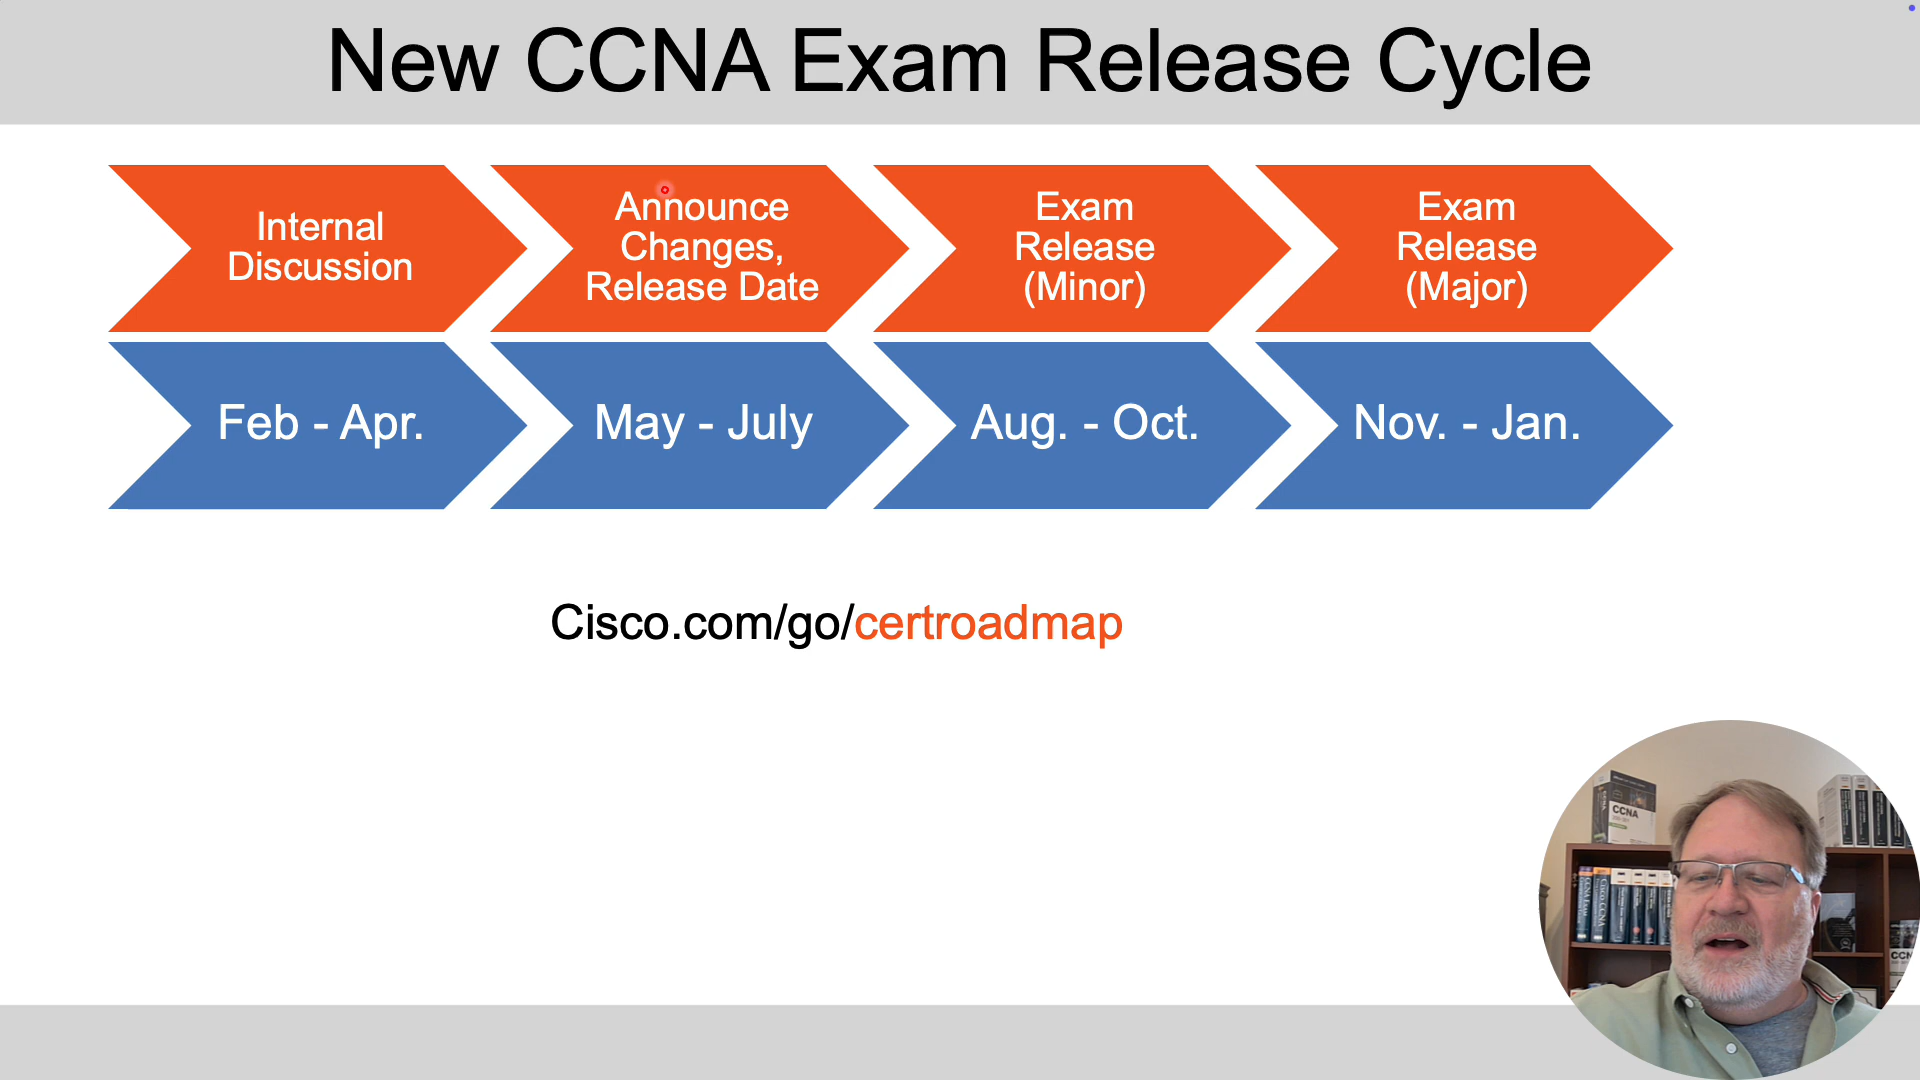 New CCNA Exam Release Cycle
Internal
Discussion
Announce
Changes,
Release Date
Exam
Release
(Minor)
Exam
Release
(Major)
Feb - Apr.
May - July
Aug. - Oct.
Nov. - Jan.
Cisco.com/go/certroadmap
CCNA